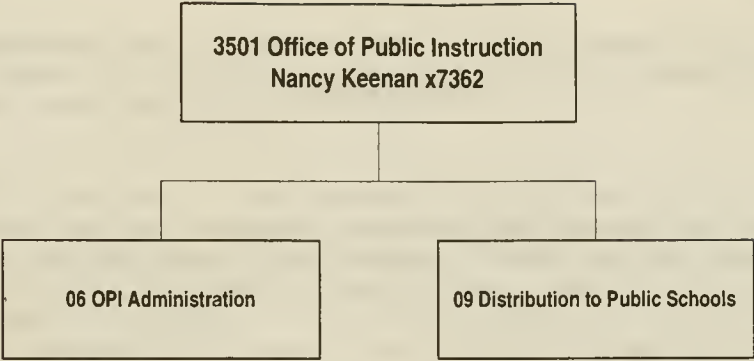 3501 Office of Public Instruction
Nancy Keenan x7362
06 OPI Administration
09 Distribution to Public Schools